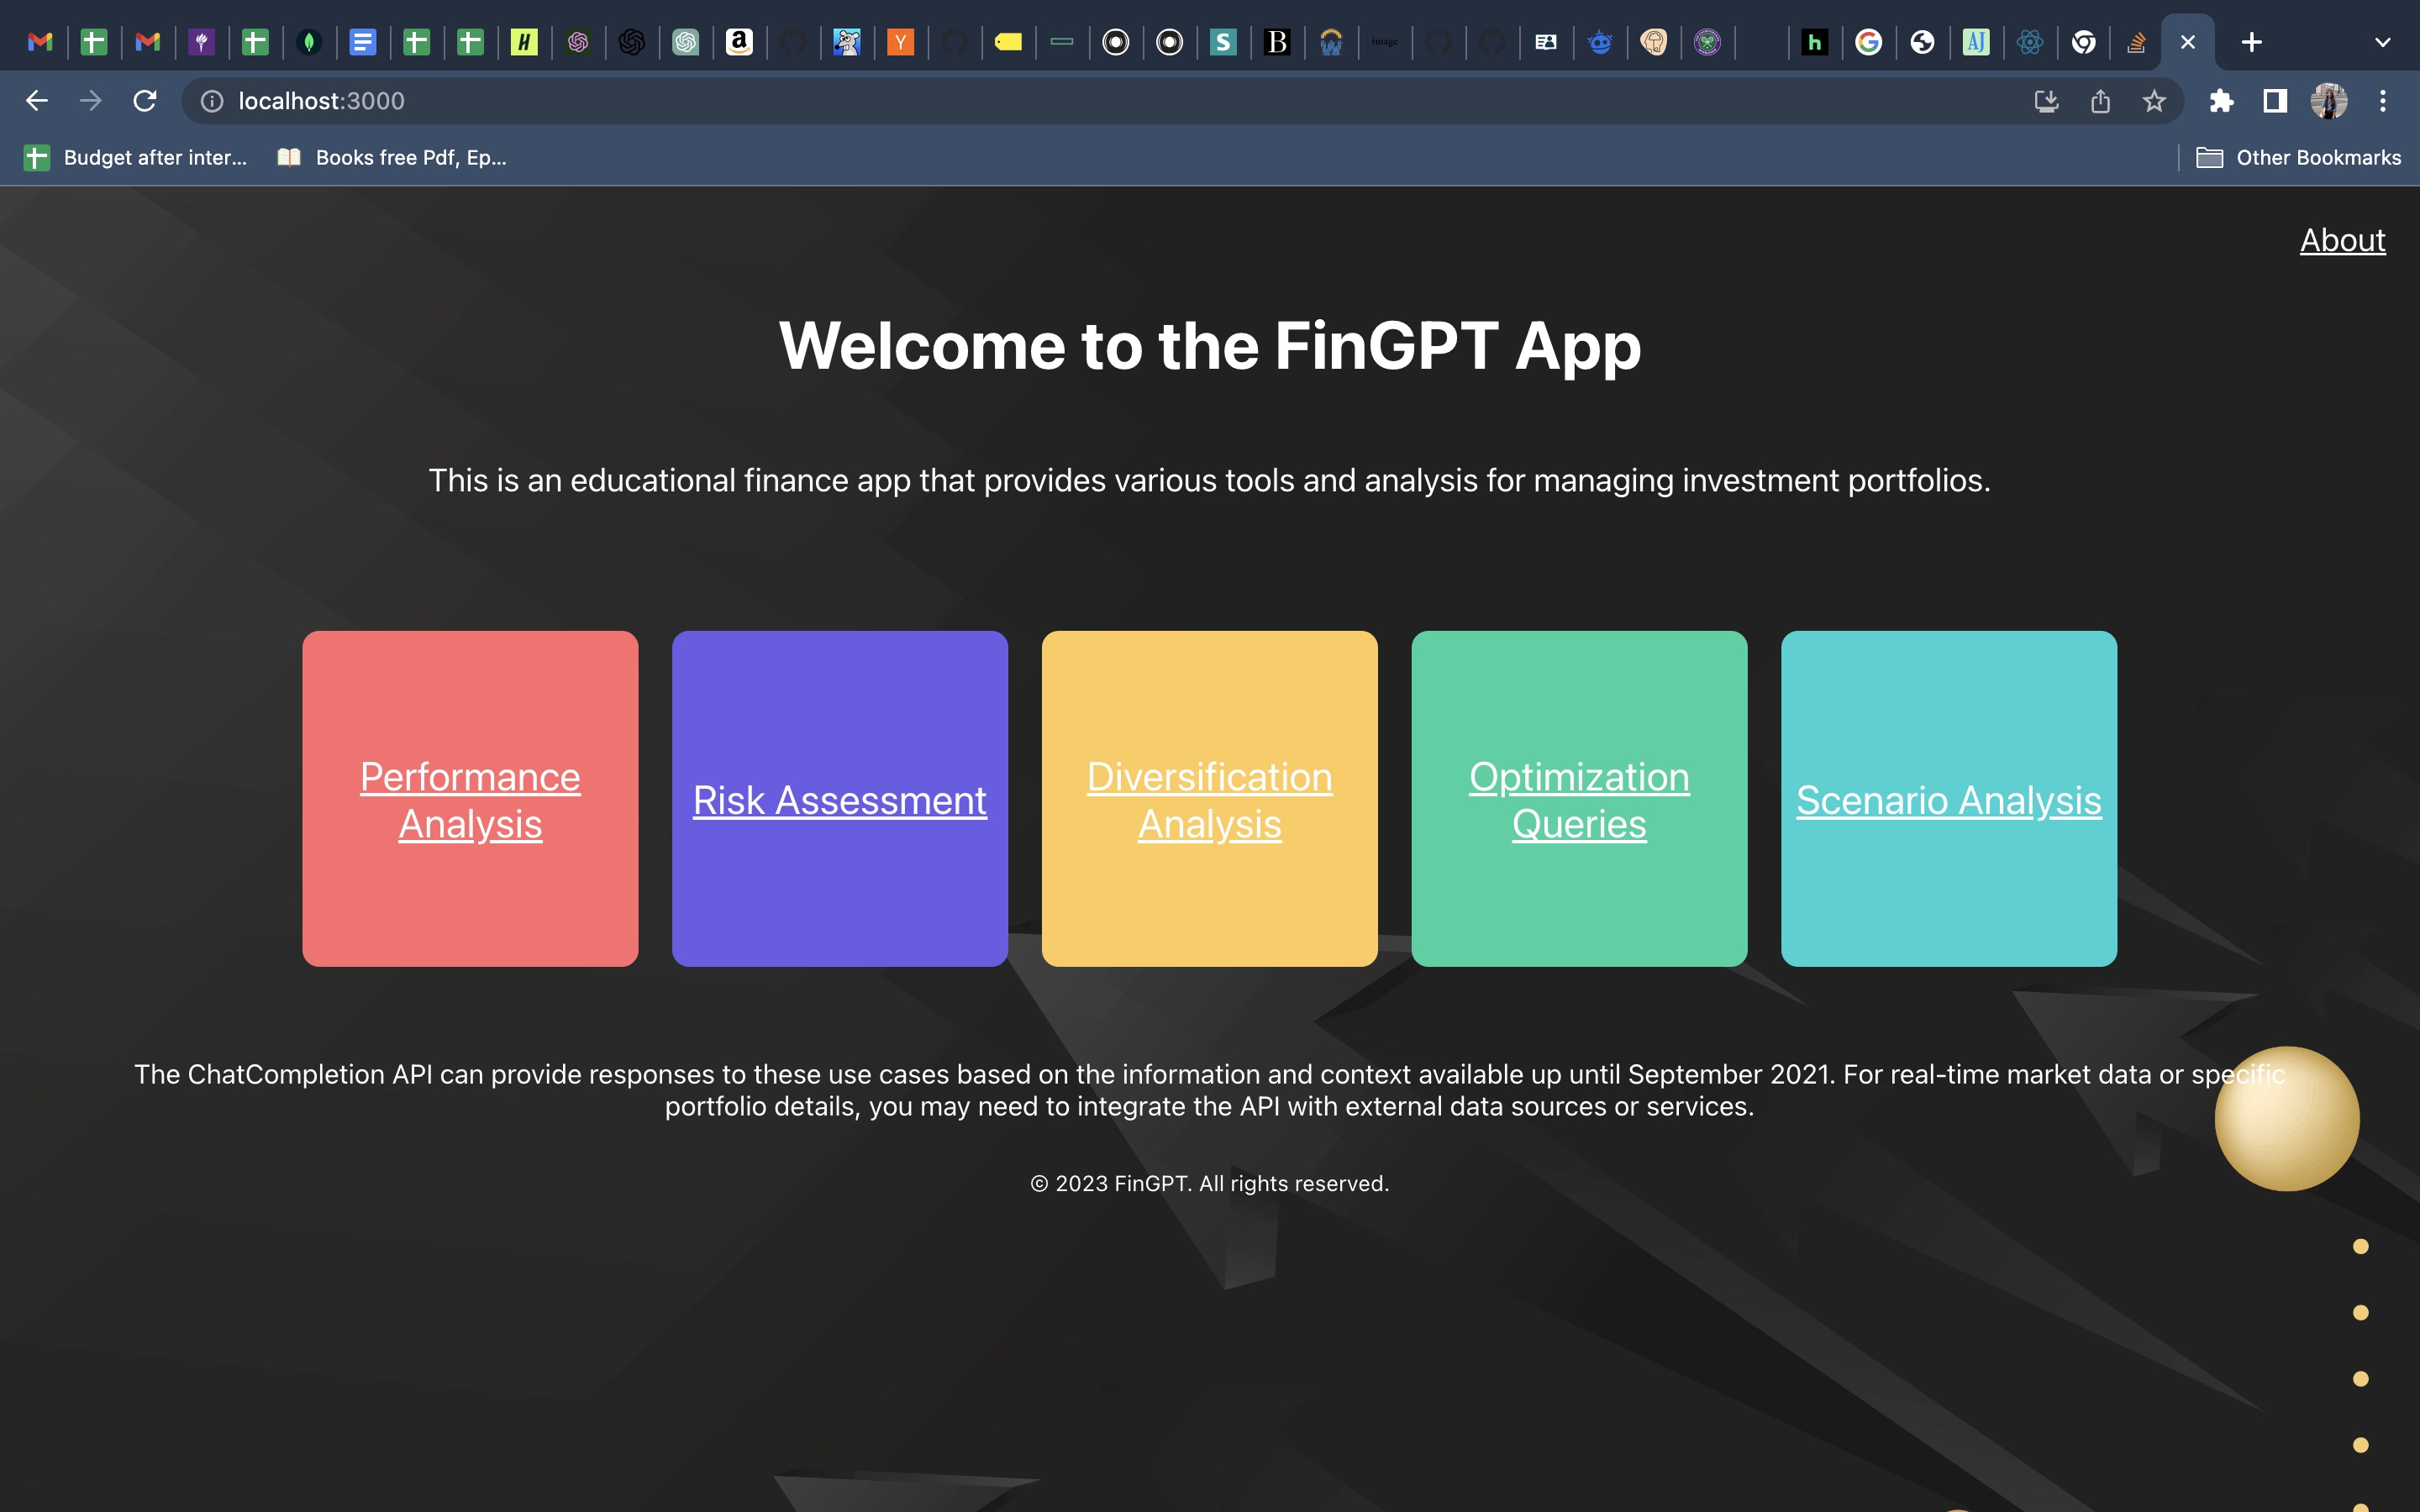 H
a
Y
S
B
W
image
h
G
AJ
localhost:3000
Budget after inter...
Books free Pdf, Ep...
Other Bookmarks
About
Welcome to the FinGPT App
This is an educational finance app that provides various tools and analysis for managing investment portfolios.
Performance
Analysis
Risk Assessment
Diversification
Analysis
Optimization
Queries
Scenario Analysis
The ChatCompletion API can provide responses to these use cases based on the information and context available up until September 2021. For real-time market data or specific
portfolio details, you may need to integrate the API with external data sources or services.
© 2023 FinGPT. All rights reserved.